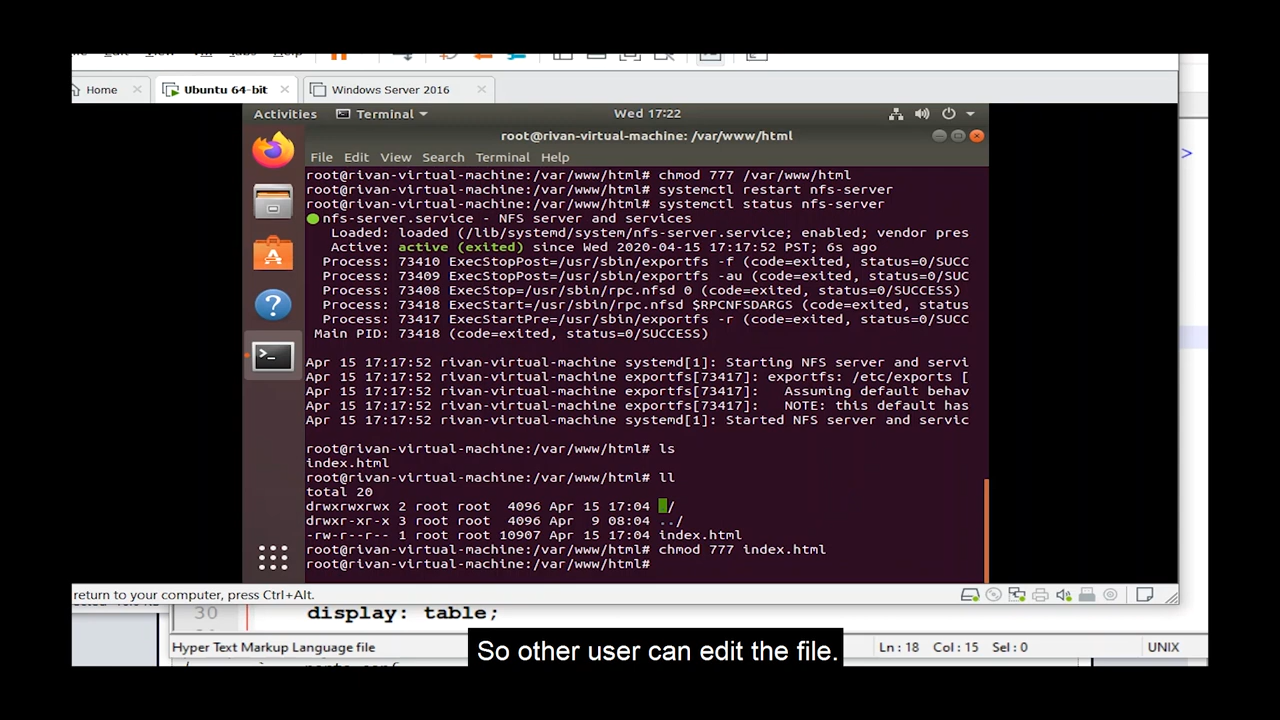 Home
Ubuntu 64-bit
Windows Server 2016
Activities
Terminal
Wed 17:22
root@rivan-virtual-machine: /var/www/html
File Edit View Search Terminal Help
root@rivan-virtual-machine:/var/www/html# chmod 777 /var/www/html
root@rivan-virtual-machine:/var/www/html# systemctl restart nfs-server
root@rivan-virtual-machine:/var/www/html# systemctl status nfs-server
nfs-server.service - NFS server and services
Loaded: loaded (/lib/systemd/system/nfs-server.service; enabled; vendor pres
Active: active (exited) since Wed 2020-04-15 17:17:52 PST; 6s ago
Process: 73410 ExecStopPost=/usr/sbin/exportfs -f (code=exited, status=0/SUCC
Process: 73409 ExecStopPost=/usr/sbin/exportfs -au (code=exited, status=0/SUC
Process: 73408 ExecStop=/usr/sbin/rpc.nfsd 0 (code=exited, status=0/SUCCESS)
Process: 73418 ExecStart=/usr/sbin/rpc.nfsd $RPCNFSDARGS (code=exited, status
Process: 73417 ExecStartPre=/usr/sbin/exportfs -r (code=exited, status=0/SUCC
Main PID: 73418 (code=exited, status=0/SUCCESS)
Apr 15 17:17:52 rivan-virtual-machine systemd[1]: Starting NFS server and servi
Apr 15 17:17:52 rivan-virtual-machine exportfs[73417]: exportfs: /etc/exports [
Apr 15 17:17:52 rivan-virtual-machine exportfs[73417]: Assuming default behav
Apr 15 17:17:52 rivan-virtual-machine exportfs[73417]: NOTE: this default has
Apr 15 17:17:52 rivan-virtual-machine systemd[1]: Started NFS server and servic
root@rivan-virtual-machine:/var/www/html# ls
index.html
root@rivan-virtual-machine:/var/www/html# ll
total 20
drwxrwxrwx 2 root root 4096 Apr 15 17:04 ./
drwxr-xr-x 3 root root 4096 Apr 9 08:04 ../
-rw-r--r-- 1 root root 10907 Apr 15 17:04 index.html
root@rivan-virtual-machine:/var/www/html# chmod 777 index.html
root@rivan-virtual-machine:/var/www/html#
return to your computer, press Ctrl+Alt.
30 display: table;
Hyper Text Markup Language file
Ln : 18 Col : 15 Sel : 0
UNIX
So other user can edit the file.